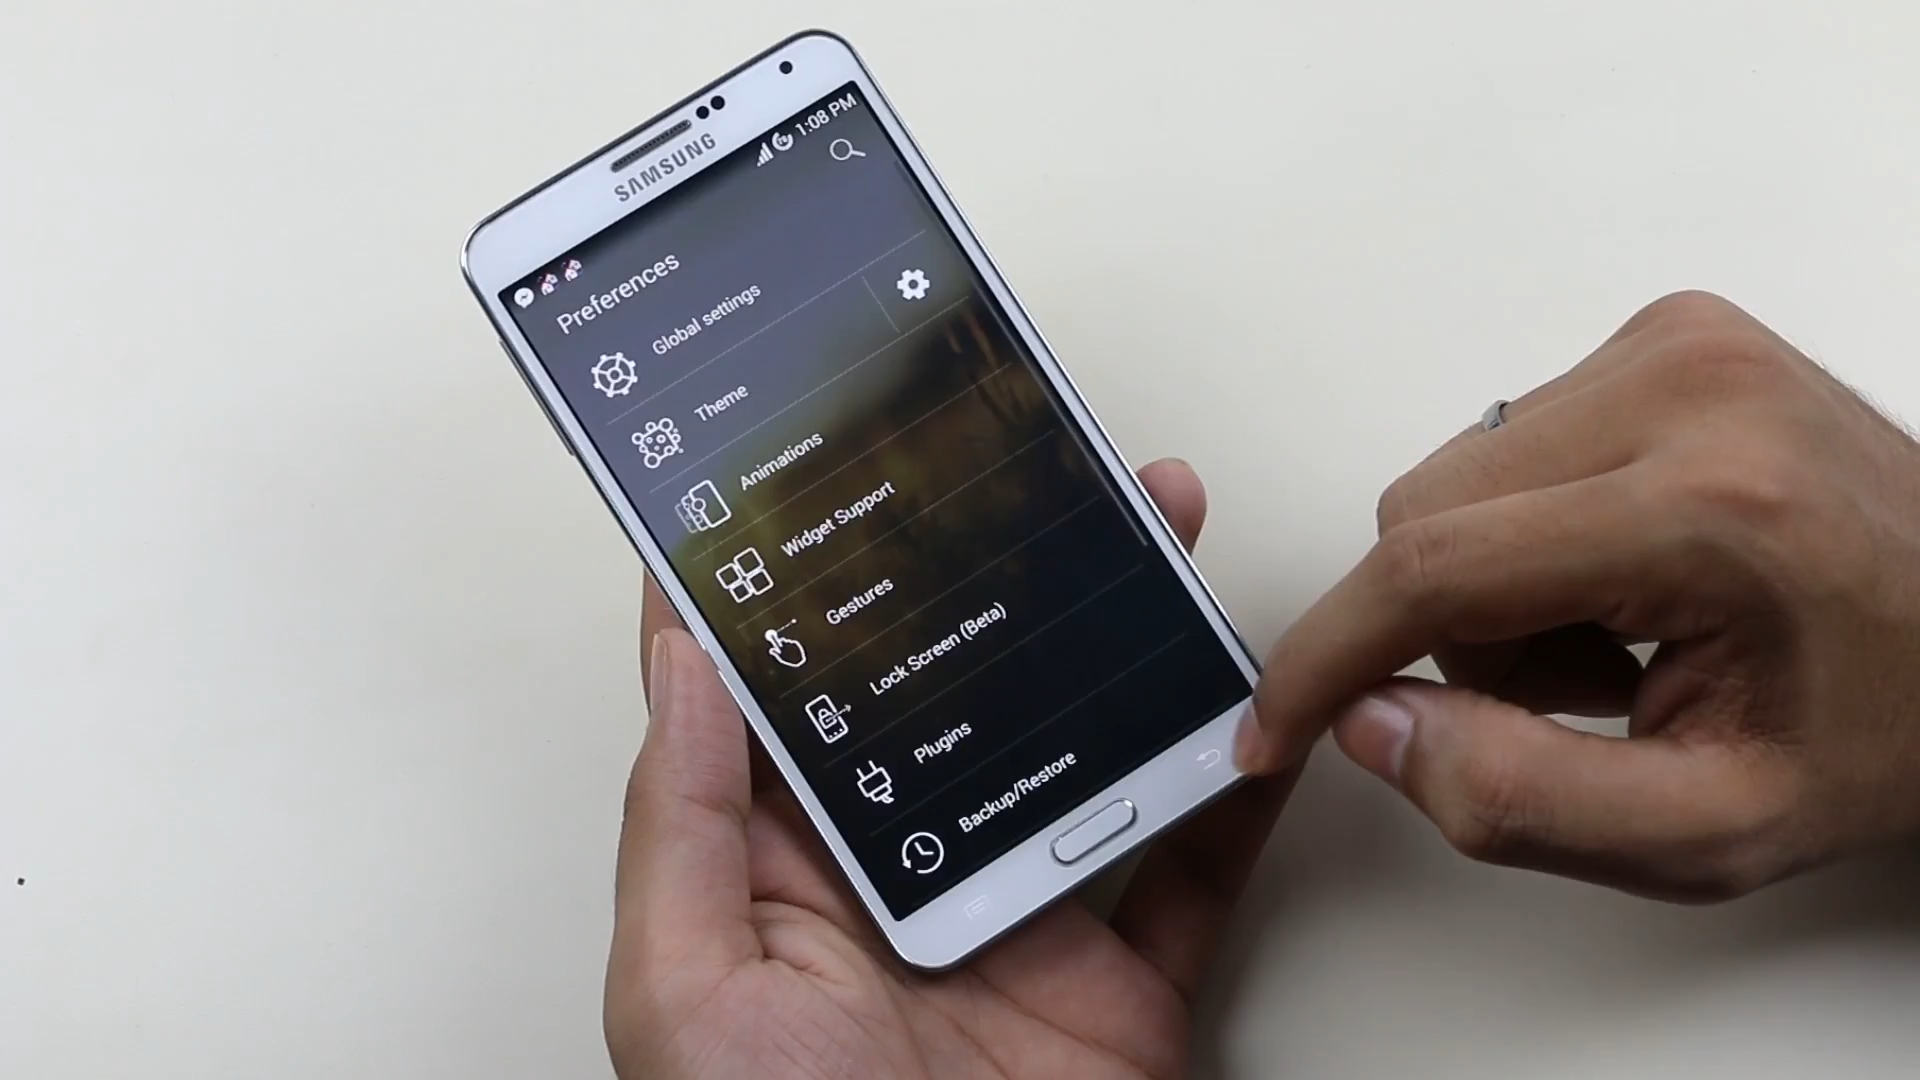 SAMSUNG
1:08 PM
Preferences
Global settings
Theme
Animations
Widget Support
Gestures
Lock Screen (Beta)
Plugins
Backup/Restore